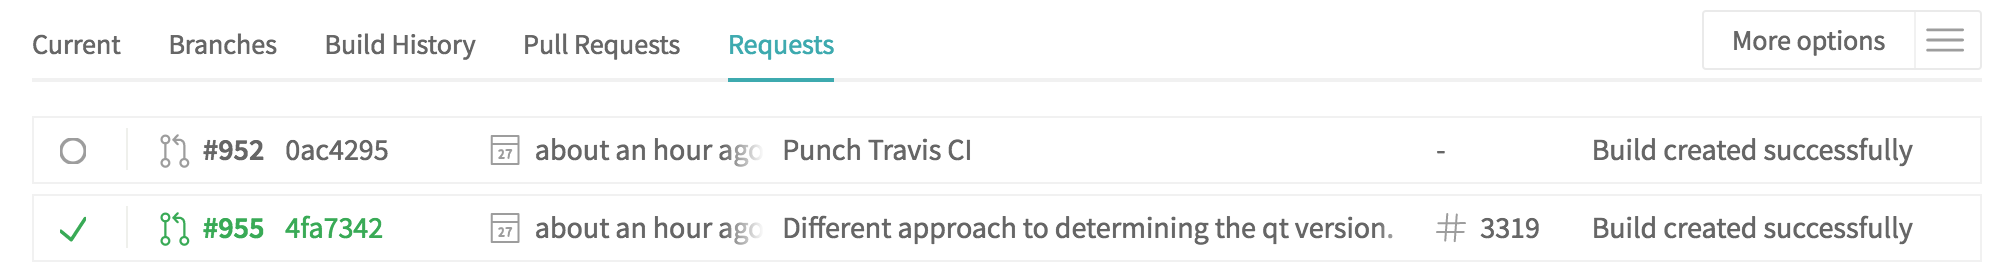 Current Branches Build History Pull Requests Requests More options
#952 0ac4295 27 about an hour ago Punch Travis CI - Build created successfully
#955 4fa7342 27 about an hour ago Different approach to determining the qt version. # 3319 Build created successfully